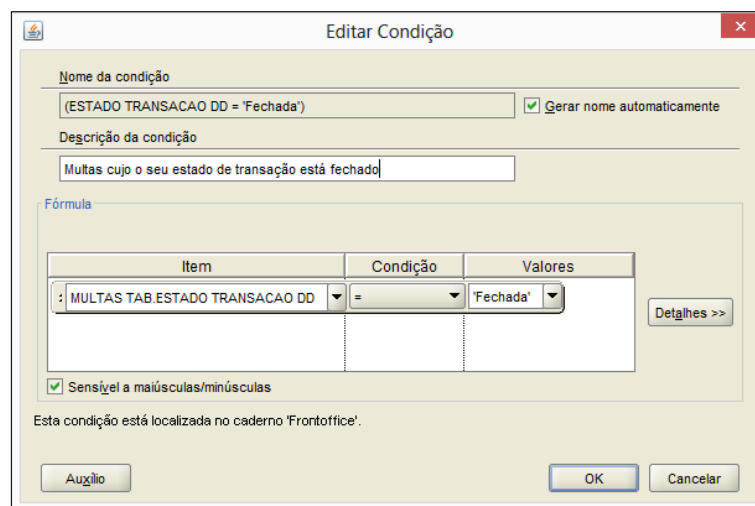 Editar Condição
Nome da condição
(ESTADO TRANSACAO DD = 'Fechada')
Gerar nome automaticamente
Descrição da condição
Multas cujo o seu estado de transação está fechado
Fórmula
Item Condição Valores
: MULTAS TAB.ESTADO TRANSACAO DD = 'Fechada'
Detalhes >>
Sensível a maiúsculas/minúsculas
Esta condição está localizada no caderno 'Frontoffice'.
Auxílio OK Cancelar